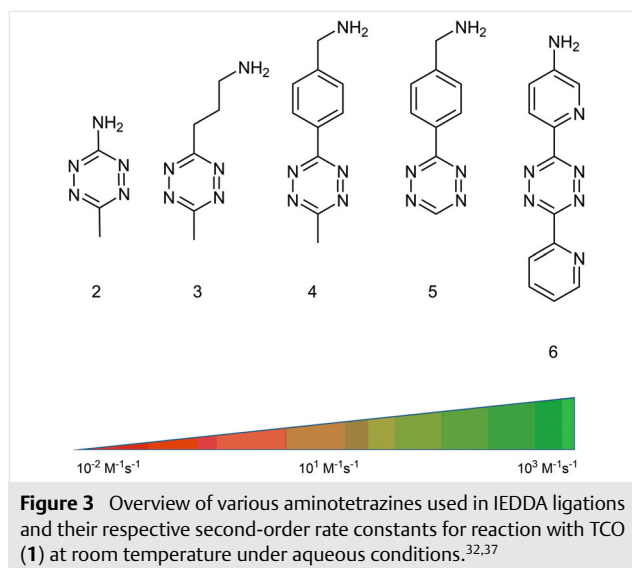 NH₂
NH₂
NH₂
NH₂
NH₂
N N
N N
N N
N N
N N
N N
N N
N N
N
N N
N N
N
2
3
4
5
6
10⁻² M⁻¹s⁻¹ 10¹ M⁻¹s⁻¹ 10³ M⁻¹s⁻¹
Figure 3 Overview of various aminotetrazines used in IEDDA ligations
and their respective second-order rate constants for reaction with TCO
(1) at room temperature under aqueous conditions.³²,³⁷